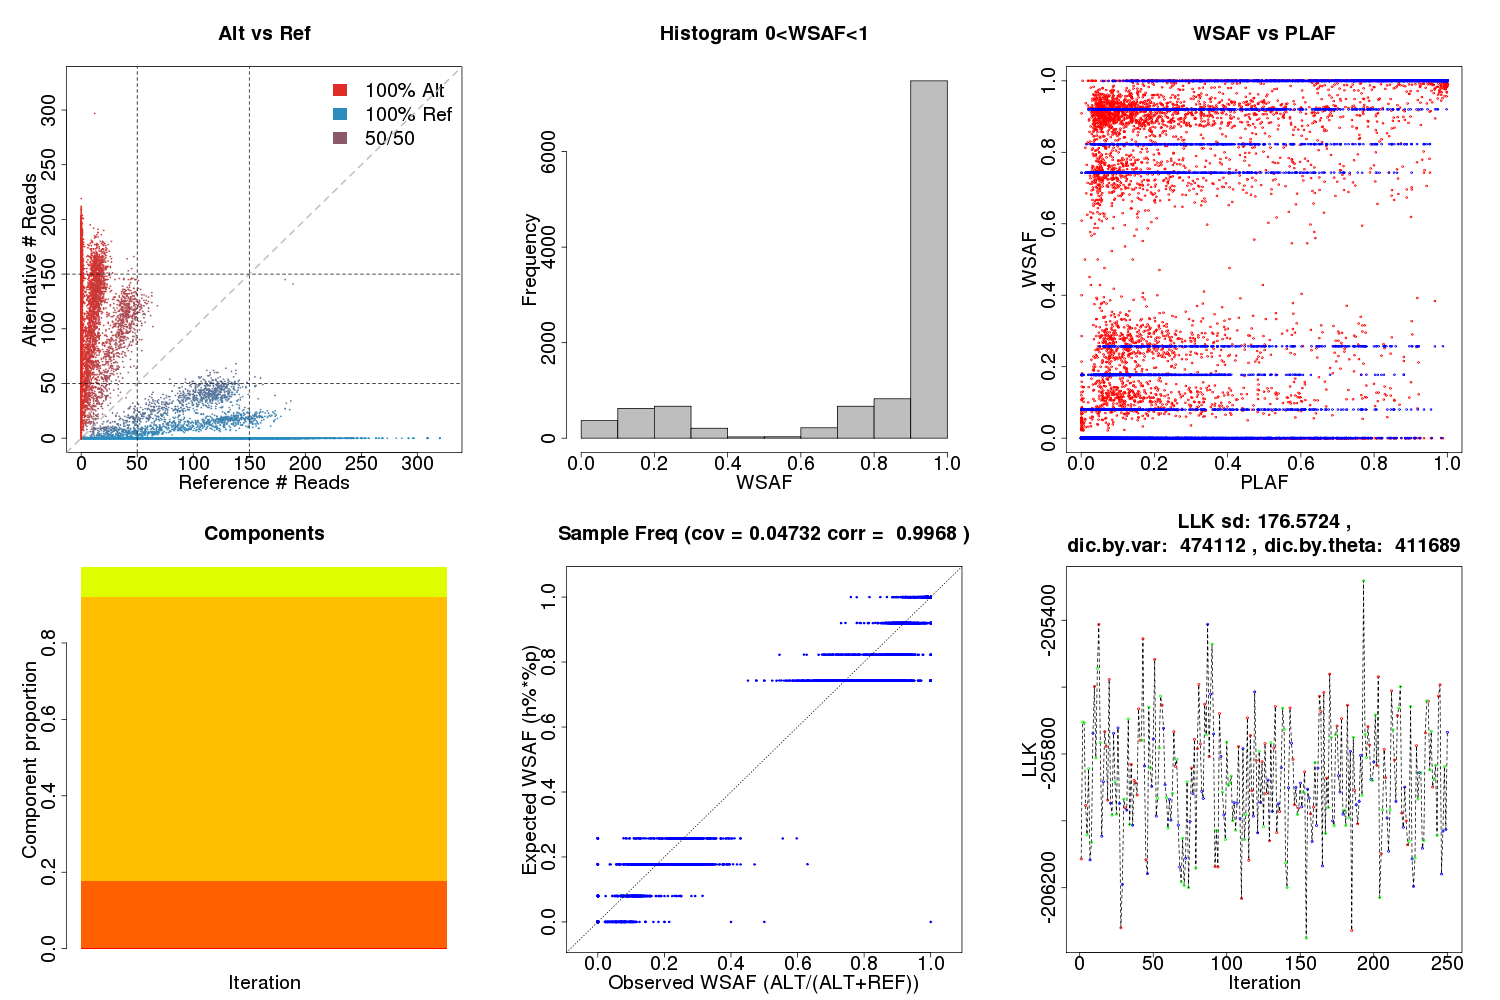 Alt vs Ref
100% Alt
100% Ref
50/50
Alternative # Reads
0 50 100 150 200 250 300
0 50 100 150 200 250 300
Reference # Reads
Histogram 0<WSAF<1
Frequency
0 2000 4000 6000
0.0 0.2 0.4 0.6 0.8 1.0
WSAF
WSAF vs PLAF
WSAF
0.0 0.2 0.4 0.6 0.8 1.0
0.0 0.2 0.4 0.6 0.8 1.0
PLAF
Components
Component proportion
0.0 0.2 0.4 0.6 0.8
Iteration
Sample Freq (cov = 0.04732 corr = 0.9968 )
Expected WSAF (h%*%p)
0.0 0.2 0.4 0.6 0.8 1.0
0.0 0.2 0.4 0.6 0.8 1.0
Observed WSAF (ALT/(ALT+REF))
LLK sd: 176.5724 ,
dic.by.var: 474112 , dic.by.theta: 411689
LLK
-206200 -205800 -205400
0 50 100 150 200 250
Iteration